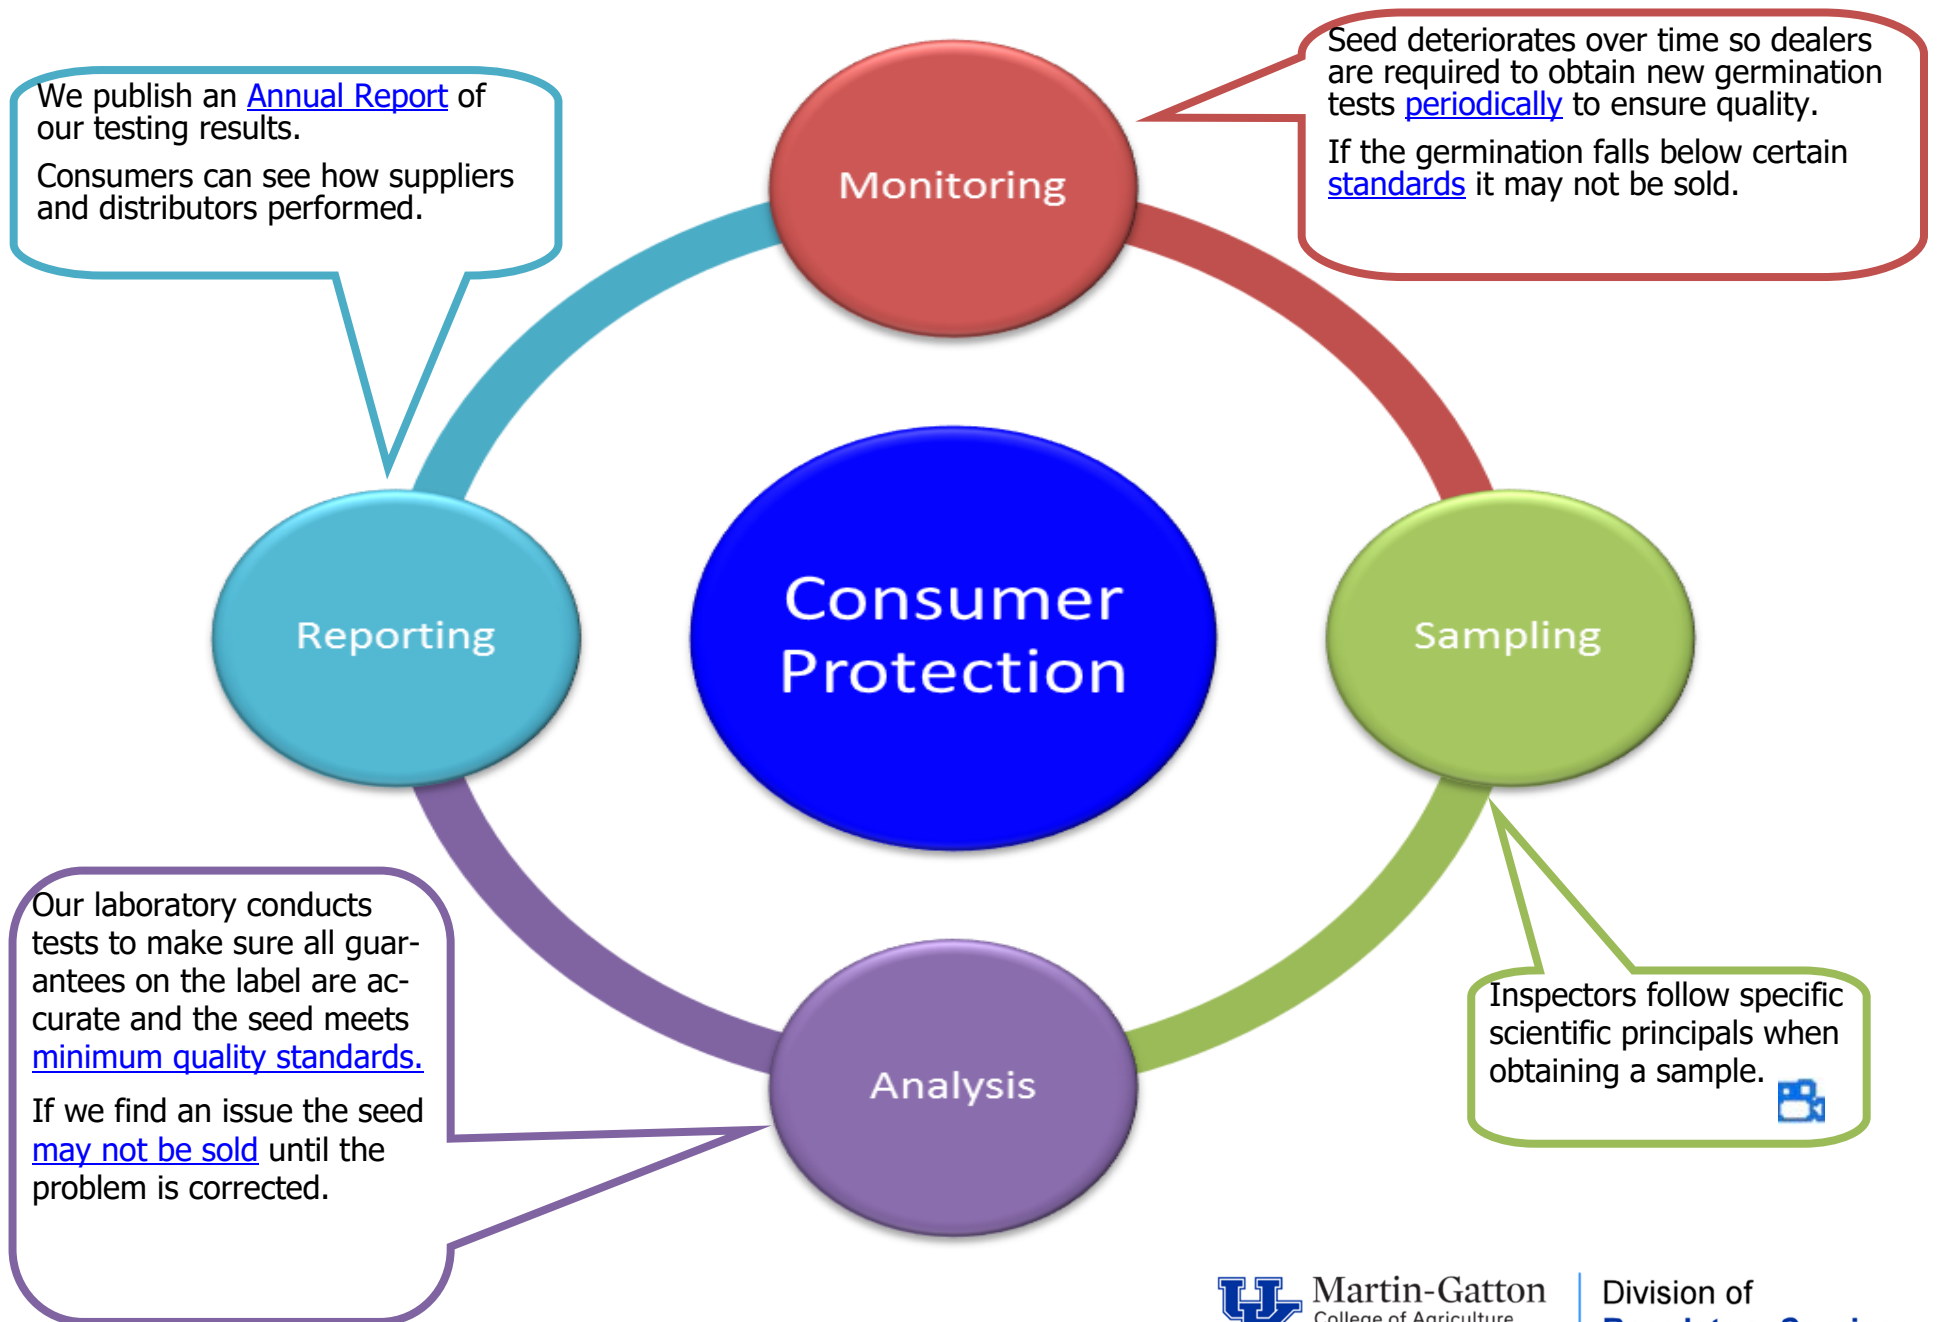 We publish an Annual Report of
our testing results.
Consumers can see how suppliers
and distributors performed.
Seed deteriorates over time so dealers
are required to obtain new germination
tests periodically to ensure quality.
If the germination falls below certain
standards it may not be sold.
Monitoring
Reporting
Consumer
Protection
Sampling
Analysis
Our laboratory conducts
tests to make sure all guar-
antees on the label are ac-
curate and the seed meets
minimum quality standards.
If we find an issue the seed
may not be sold until the
problem is corrected.
Inspectors follow specific
scientific principals when
obtaining a sample.
UK
Martin-Gatton
College of Agriculture
Division of